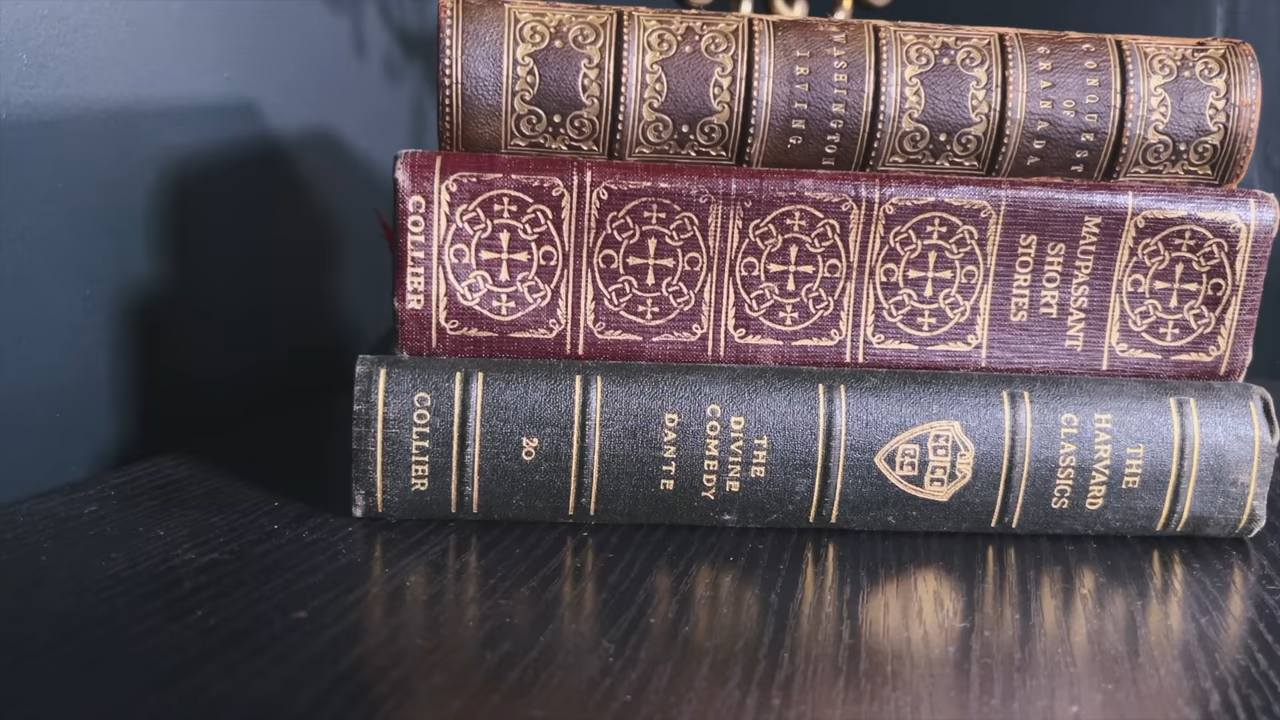 WASHINGTON
IRVING.
CONQUEST
OF
GRANADA
MAUPASSANT
SHORT
STORIES
COLLIER
THE
HARVARD
CLASSICS
THE
DIVINE
COMEDY
DANTE
20
COLLIER